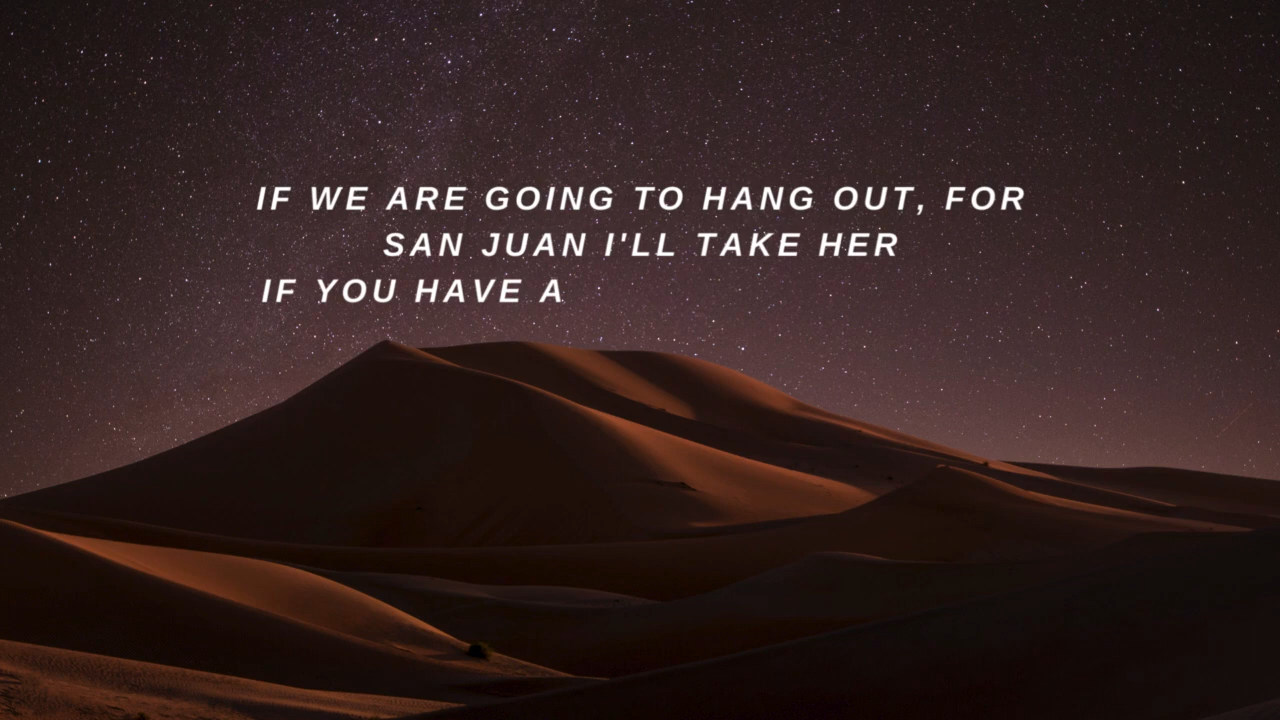 IF WE ARE GOING TO HANG OUT, FOR
SAN JUAN I'LL TAKE HER
IF YOU HAVE A